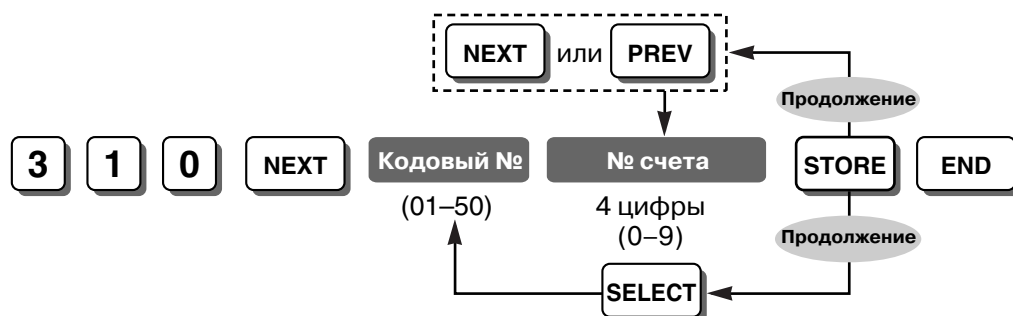 NEXT или PREV
Продолжение
3 1 0 NEXT Кодовый № № счета STORE END
(01–50) 4 цифры
(0–9)
Продолжение
SELECT